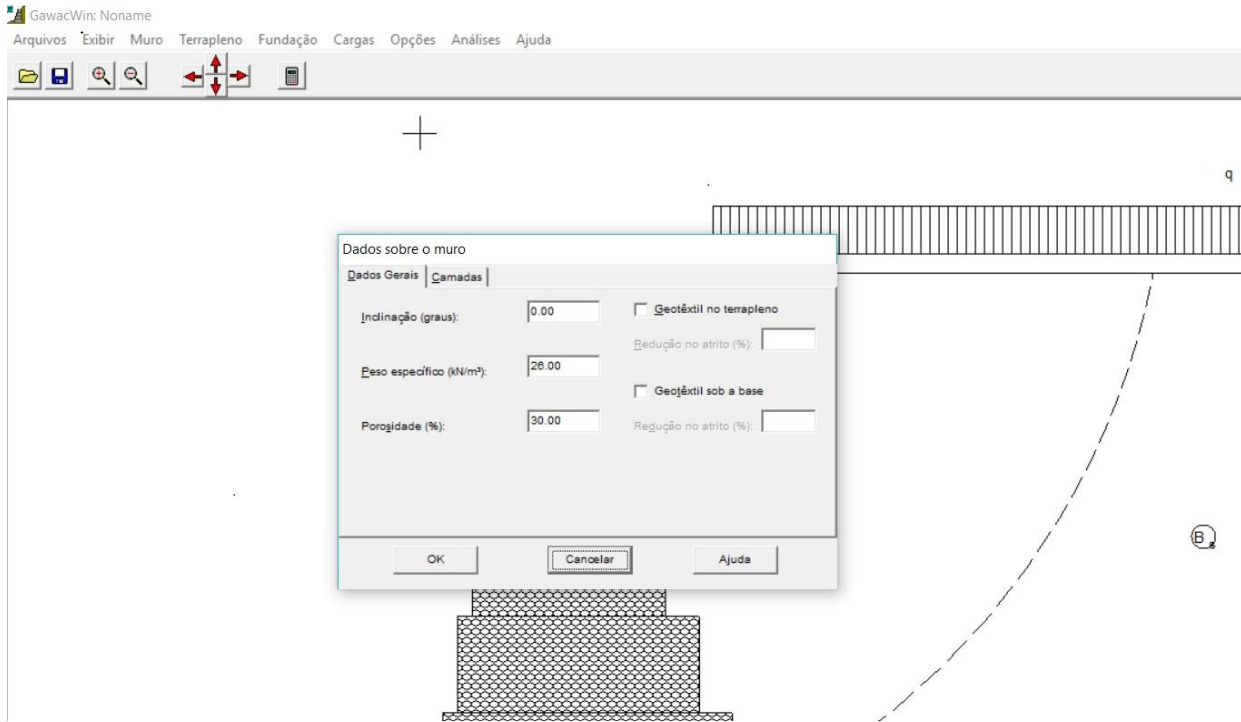 GawacWin: Noname
Arquivos Exibir Muro Terrapleno Fundação Cargas Opções Análises Ajuda
q
Dados sobre o muro
Dados Gerais Camadas
Inclinação (graus): 0.00
Geotêxtil no terrapleno
Redução no atrito (%):
Peso específico (kN/m³): 26.00
Geotêxtil sob a base
Porosidade (%): 30.00
Redução no atrito (%):
B s
OK Cancelar Ajuda